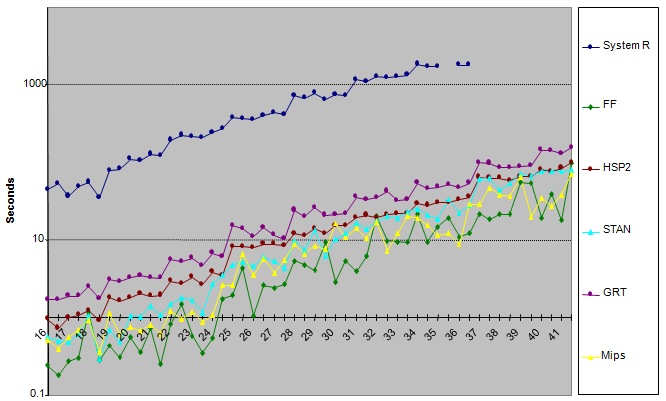 1000
10
0.1
Seconds
16 17 18 19 20 21 22 23 24 25 26 27 28 29 30 31 32 33 34 35 36 37 38 39 40 41
System R
FF
HSP2
STAN
GRT
Mips